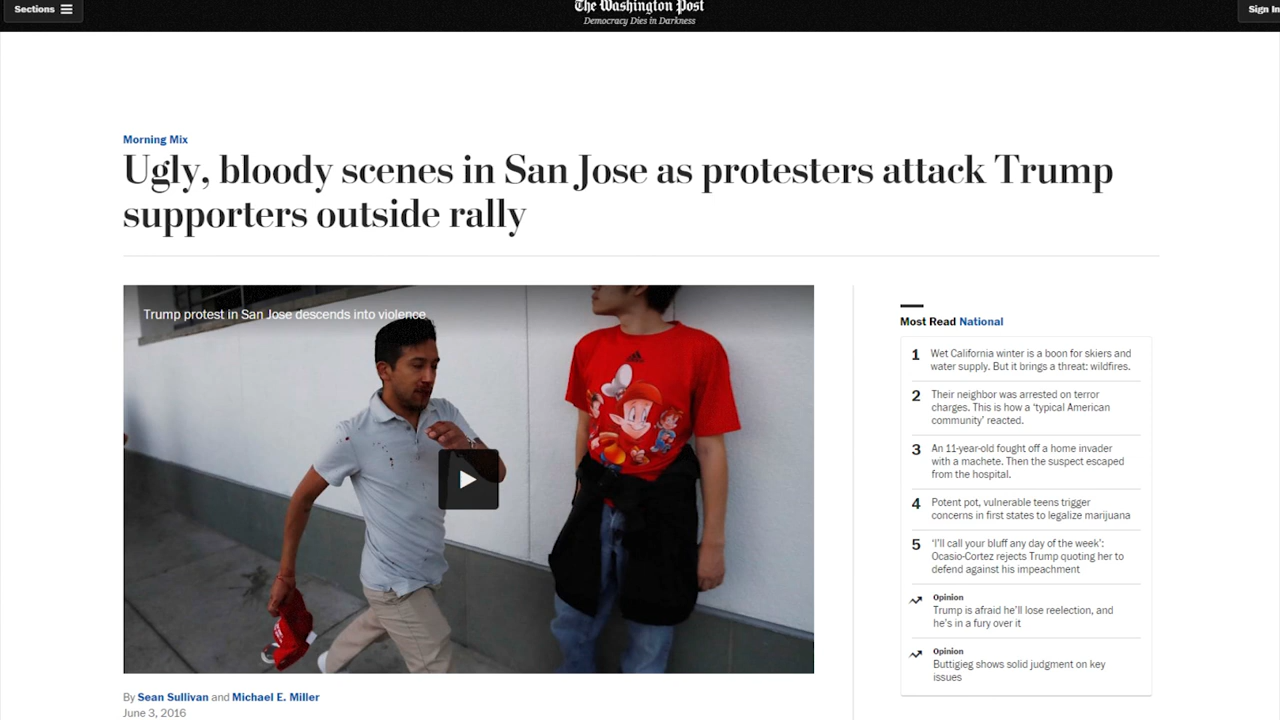 Sections
The Washington Post
Democracy Dies in Darkness
Sign In
Morning Mix
Ugly, bloody scenes in San Jose as protesters attack Trump
supporters outside rally
Trump protest in San Jose descends into violence
By Sean Sullivan and Michael E. Miller
June 3, 2016
Most Read National
1 Wet California winter is a boon for skiers and
water supply. But it brings a threat: wildfires.
2 Their neighbor was arrested on terror
charges. This is how a ‘typical American
community’ reacted.
3 An 11-year-old fought off a home invader
with a machete. Then the suspect escaped
from the hospital.
4 Potent pot, vulnerable teens trigger
concerns in first states to legalize marijuana
5 ‘I’ll call your bluff any day of the week’:
Ocasio-Cortez rejects Trump quoting her to
defend against his impeachment
Opinion
Trump is afraid he’ll lose reelection, and
he’s in a fury over it
Opinion
Buttigieg shows solid judgment on key
issues